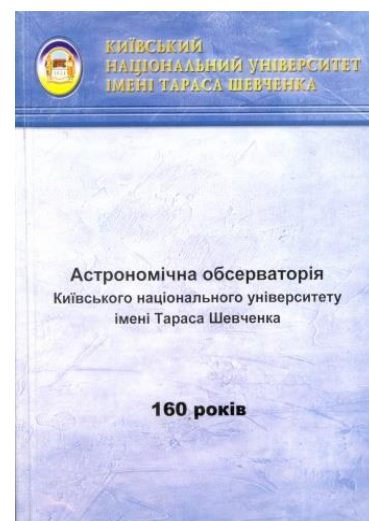 КИЇВСЬКИЙ
НАЦІОНАЛЬНИЙ УНІВЕРСИТЕТ
ІМЕНІ ТАРАСА ШЕВЧЕНКА
Астрономічна обсерваторія
Київського національного університету
імені Тараса Шевченка
160 років